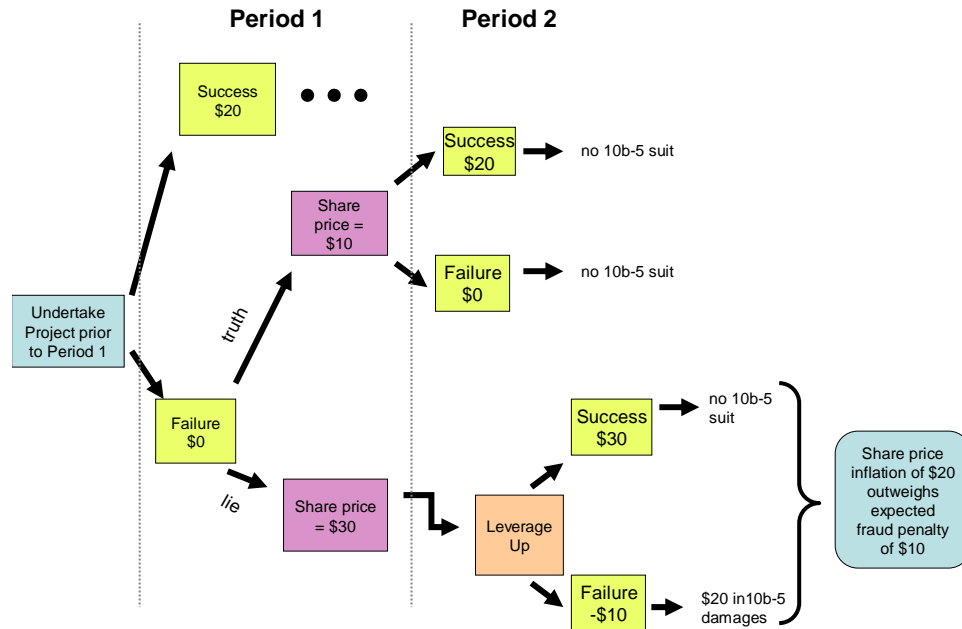 Period 1
Period 2
Success
$20
Success
$20
no 10b-5 suit
Share
price =
$10
Failure
$0
no 10b-5 suit
Undertake
Project prior
to Period 1
truth
Failure
$0
lie
Share price
= $30
Leverage
Up
Success
$30
no 10b-5
suit
Failure
-$10
$20 in10b-5
damages
Share price
inflation of $20
outweighs
expected
fraud penalty
of $10